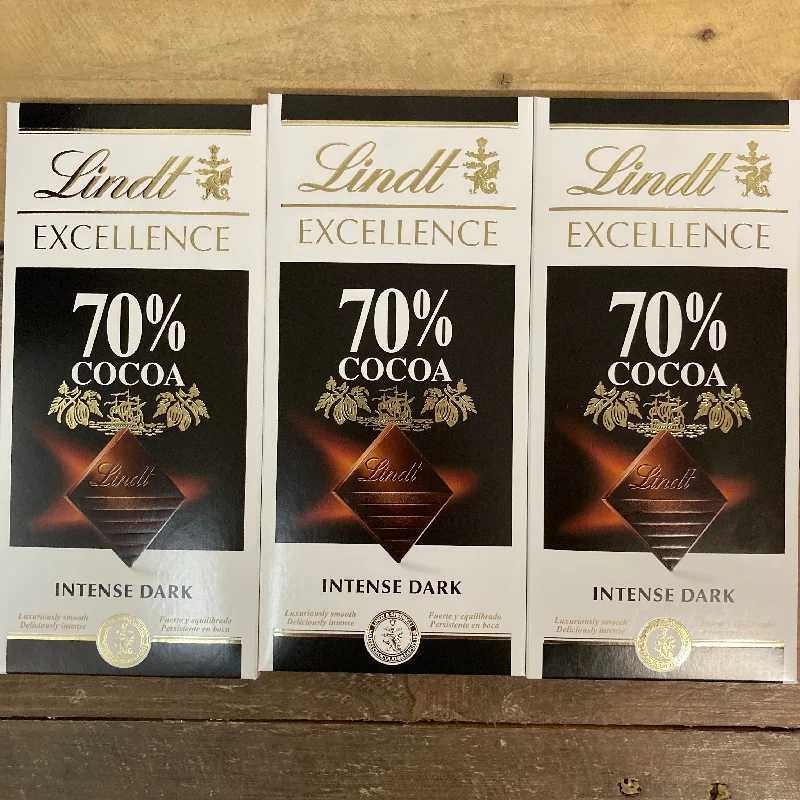 Lindt
EXCELLENCE
70%
COCOA
Lindt
INTENSE DARK
Luxuriously smooth
Deliciously intense
Fuerte y equilibrado
Persistente en boca
Lindt
EXCELLENCE
70%
COCOA
Lindt
INTENSE DARK
Luxuriously smooth
Deliciously intense
Fuerte y equilibrado
Persistente en boca
Lindt
EXCELLENCE
70%
COCOA
Lindt
INTENSE DARK
Luxuriously smooth
Deliciously intense